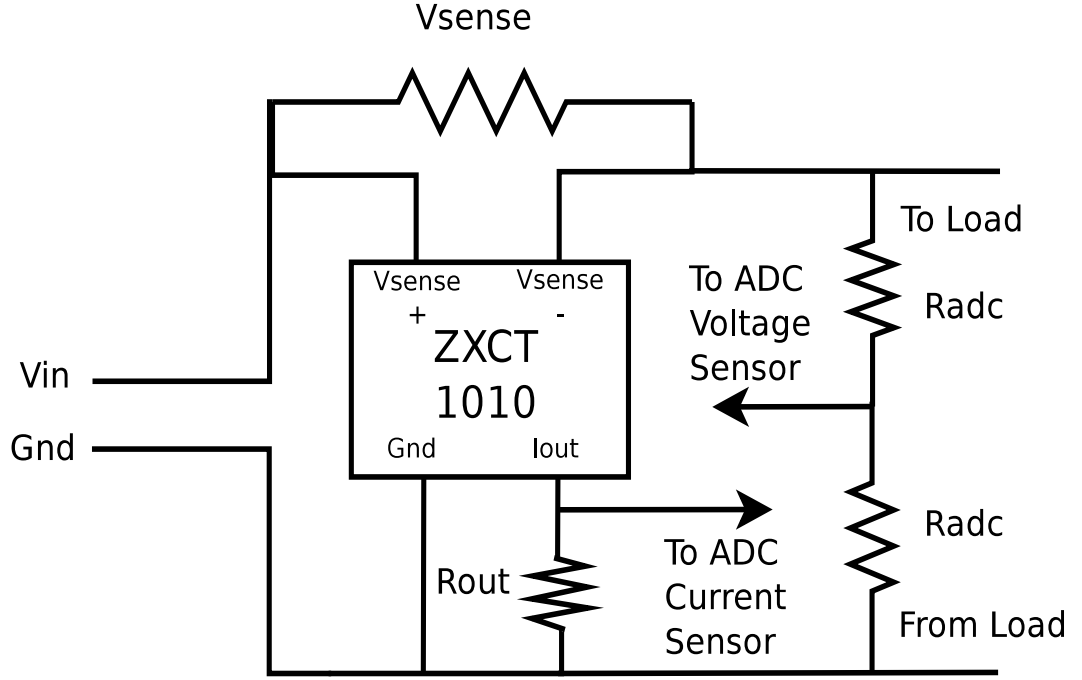 Vsense
To Load
Vsense
+
Vsense
-
To ADC
Voltage
Sensor
Radc
ZXCT
1010
Vin
Gnd
Gnd
Iout
Radc
To ADC
Current
Sensor
Rout
From Load